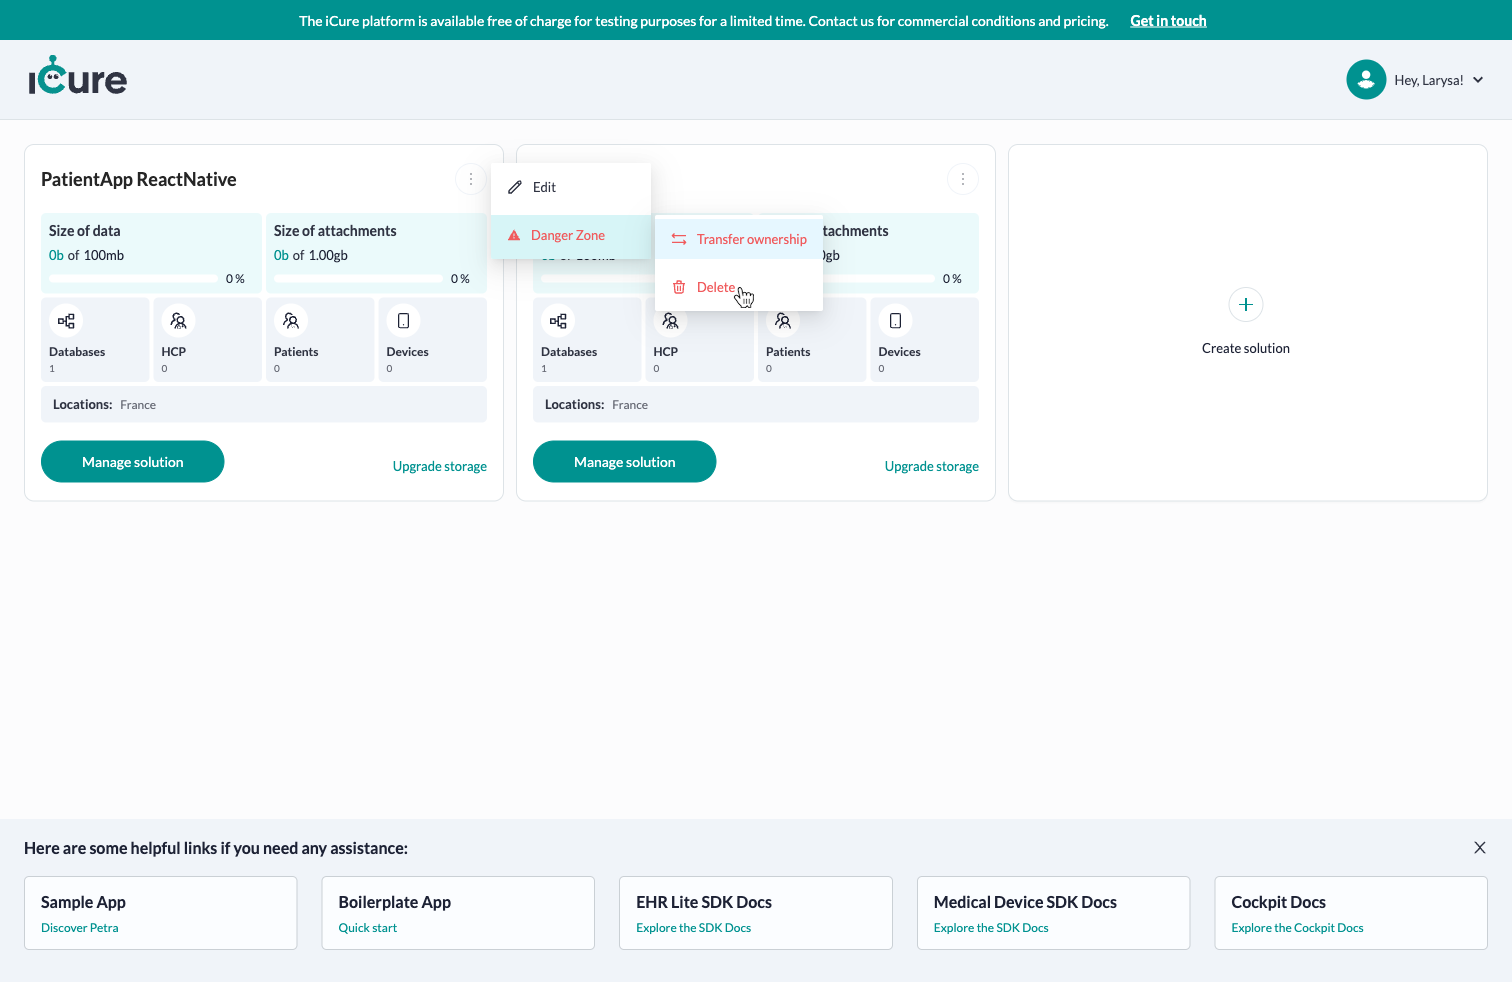 The iCure platform is available free of charge for testing purposes for a limited time. Contact us for commercial conditions and pricing. Get in touch
iCure
Hey, Larysa!
PatientApp ReactNative
Edit
Danger Zone
Transfer ownership
Delete
Size of data
0b of 100mb
0 %
Size of attachments
0b of 1.00gb
0 %
Databases
1
HCP
0
Patients
0
Devices
0
Locations: France
Manage solution
Upgrade storage
0 %
Databases
1
HCP
0
Patients
0
Devices
0
Locations: France
Manage solution
Upgrade storage
Create solution
Here are some helpful links if you need any assistance:
Sample App
Discover Petra
Boilerplate App
Quick start
EHR Lite SDK Docs
Explore the SDK Docs
Medical Device SDK Docs
Explore the SDK Docs
Cockpit Docs
Explore the Cockpit Docs